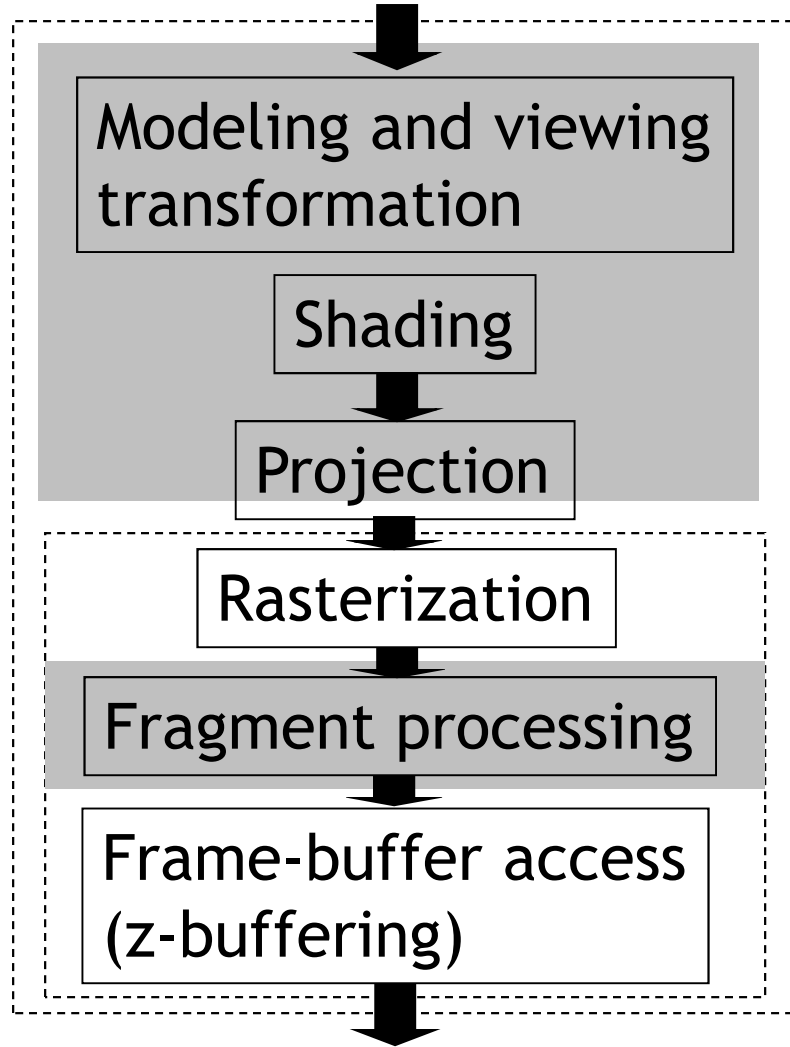 Modeling and viewing
transformation
Shading
Projection
Rasterization
Fragment processing
Frame-buffer access
(z-buffering)